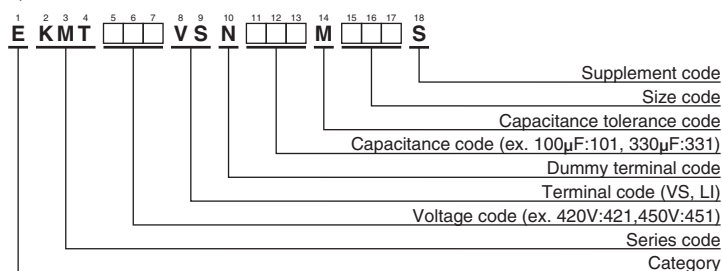 1 2 3 4 5 6 7 8 9 10 11 12 13 14 15 16 17 18
E KMT □□□ VS N □□□ M □□□ S
Supplement code
Size code
Capacitance tolerance code
Capacitance code (ex. 100μF:101, 330μF:331)
Dummy terminal code
Terminal code (VS, LI)
Voltage code (ex. 420V:421,450V:451)
Series code
Category